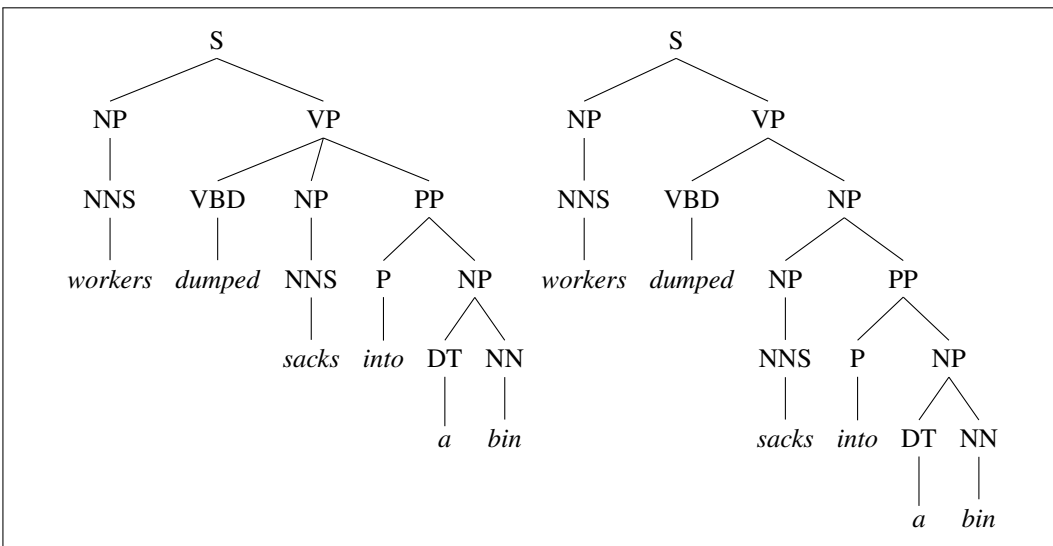 S S
NP VP NP VP
NNS VBD NP PP NNS VBD NP
workers dumped NNS P NP workers dumped NP PP
sacks into DT NN NNS P NP
a bin sacks into DT NN
a bin